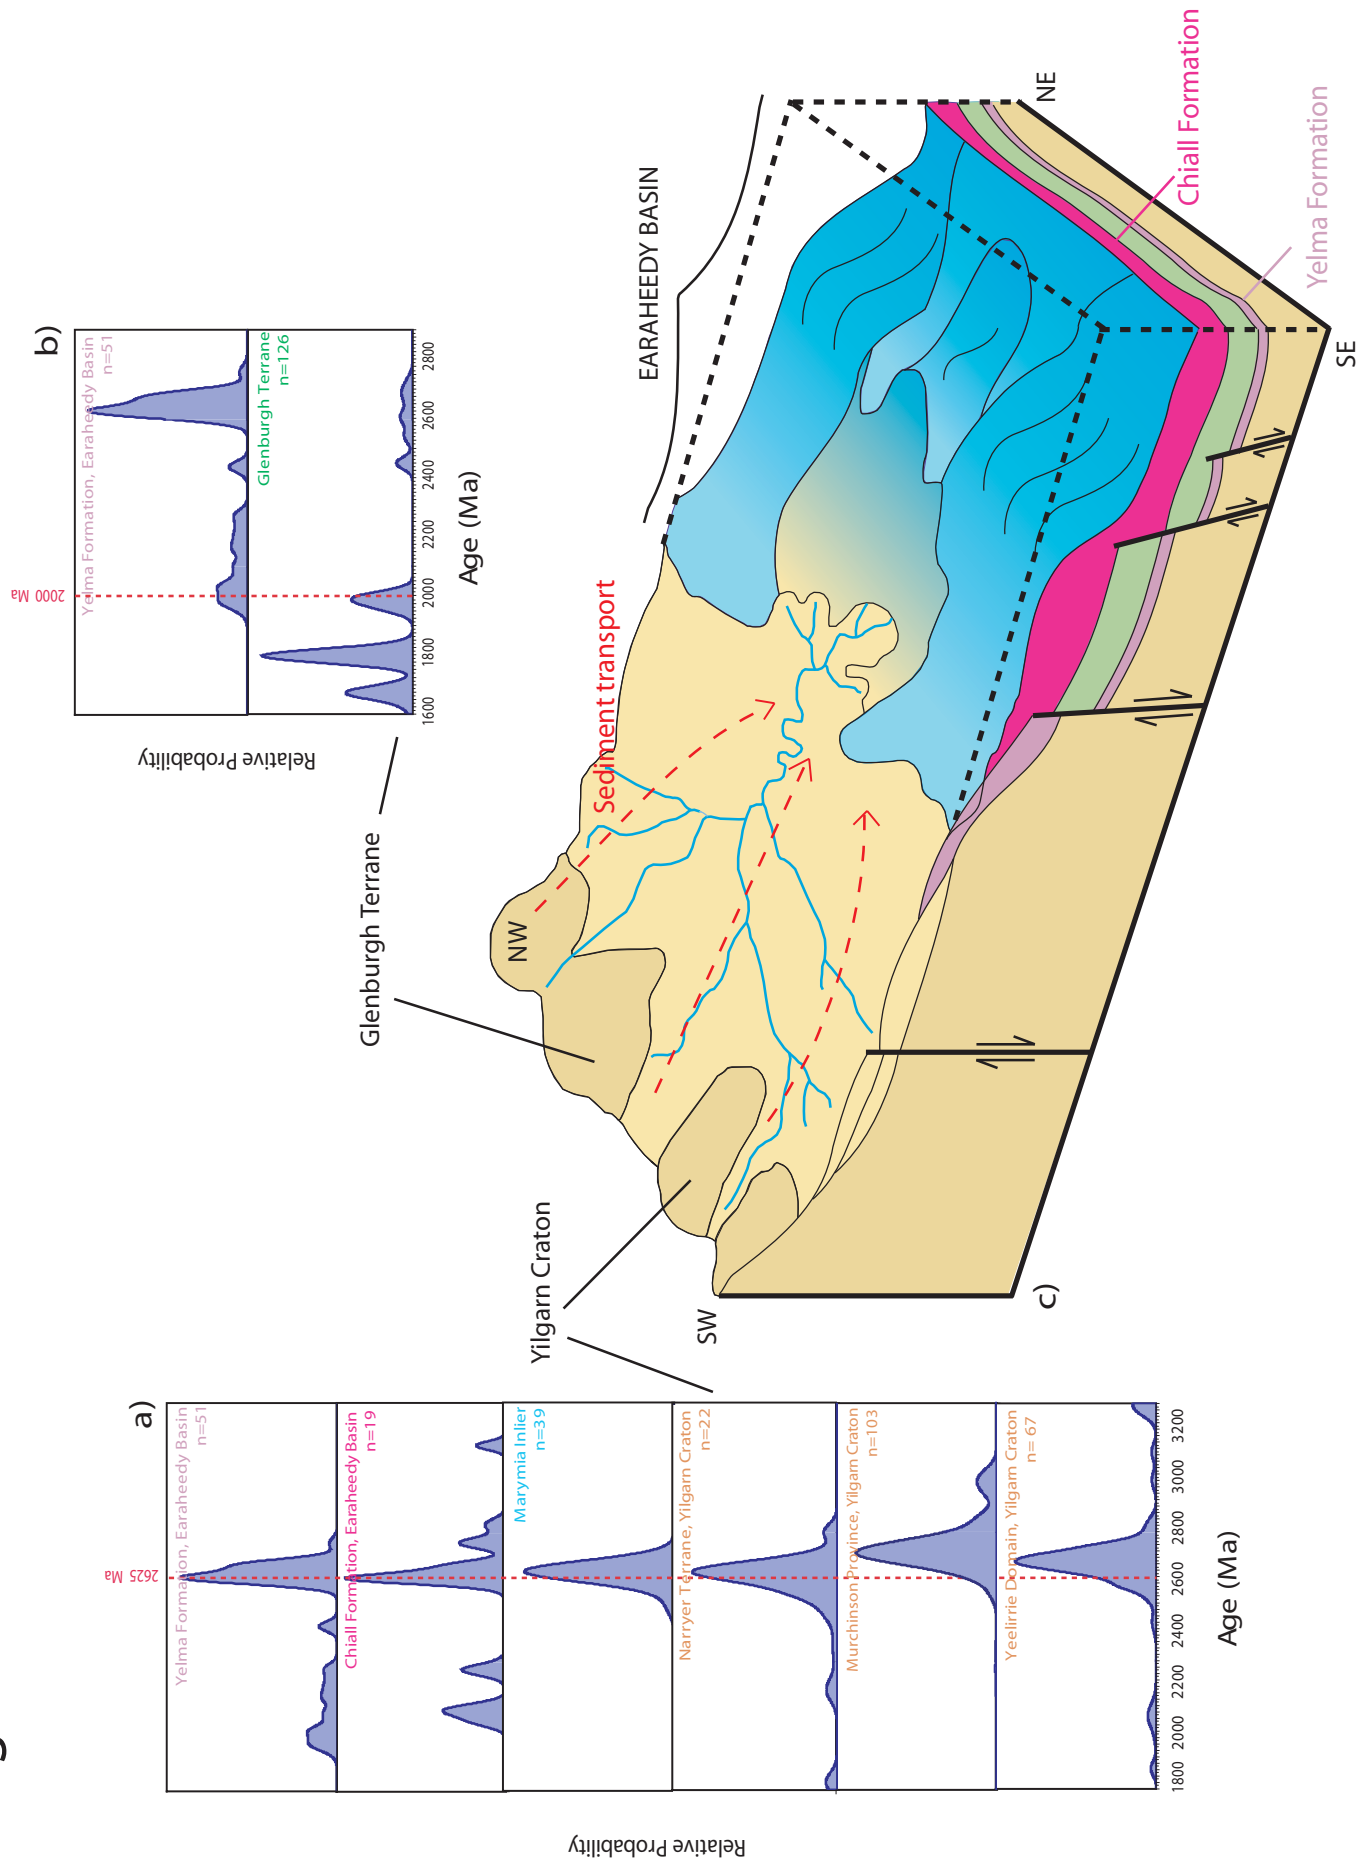 a)
2625 Ma
Yelma Formation, Earaheedy Basin
n=51
Chiall Formation, Earaheedy Basin
n=19
Marymia Inlier
n=39
Narryer Terrane, Yilgarn Craton
n=22
Murchinson Province, Yilgarn Craton
n=103
Yeelirrie Domain, Yilgarn Craton
n= 67
1800 2000 2200 2400 2600 2800 3000 3200
Age (Ma)
Relative Probability
b)
2000 Ma
Yelma Formation, Earaheedy Basin
n=51
Glenburgh Terrane
n=126
1600 1800 2000 2200 2400 2600 2800
Age (Ma)
Relative Probability
Glenburgh Terrane
Yilgarn Craton
NW
Sediment transport
EARAHEEDY BASIN
SW
NE
Chiall Formation
Yelma Formation
SE
c)